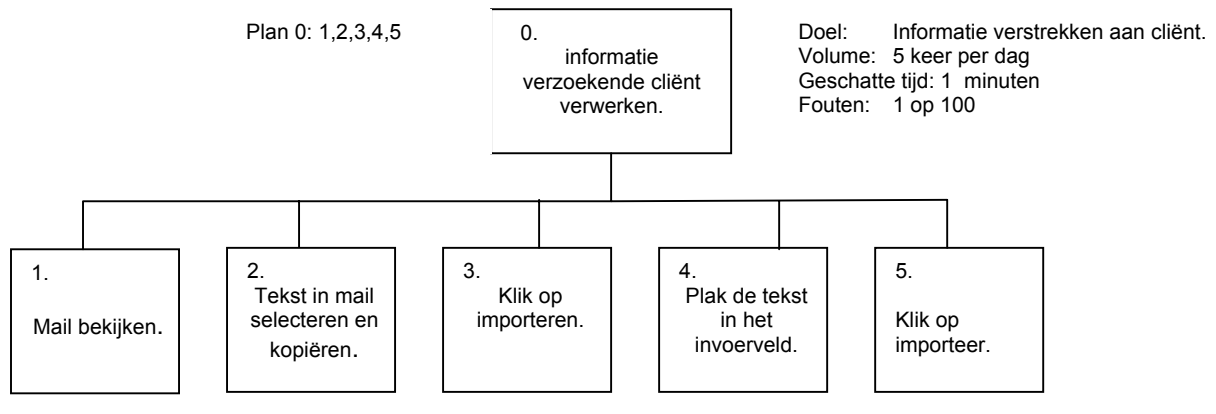 Plan 0: 1,2,3,4,5
0.
informatie
verzoekende cliënt
verwerken.
Doel: Informatie verstrekken aan cliënt.
Volume: 5 keer per dag
Geschatte tijd: 1 minuten
Fouten: 1 op 100
1.
Mail bekijken.
2.
Tekst in mail
selecteren en
kopiëren.
3.
Klik op
importeren.
4.
Plak de tekst
in het
invoerveld.
5.
Klik op
importeer.